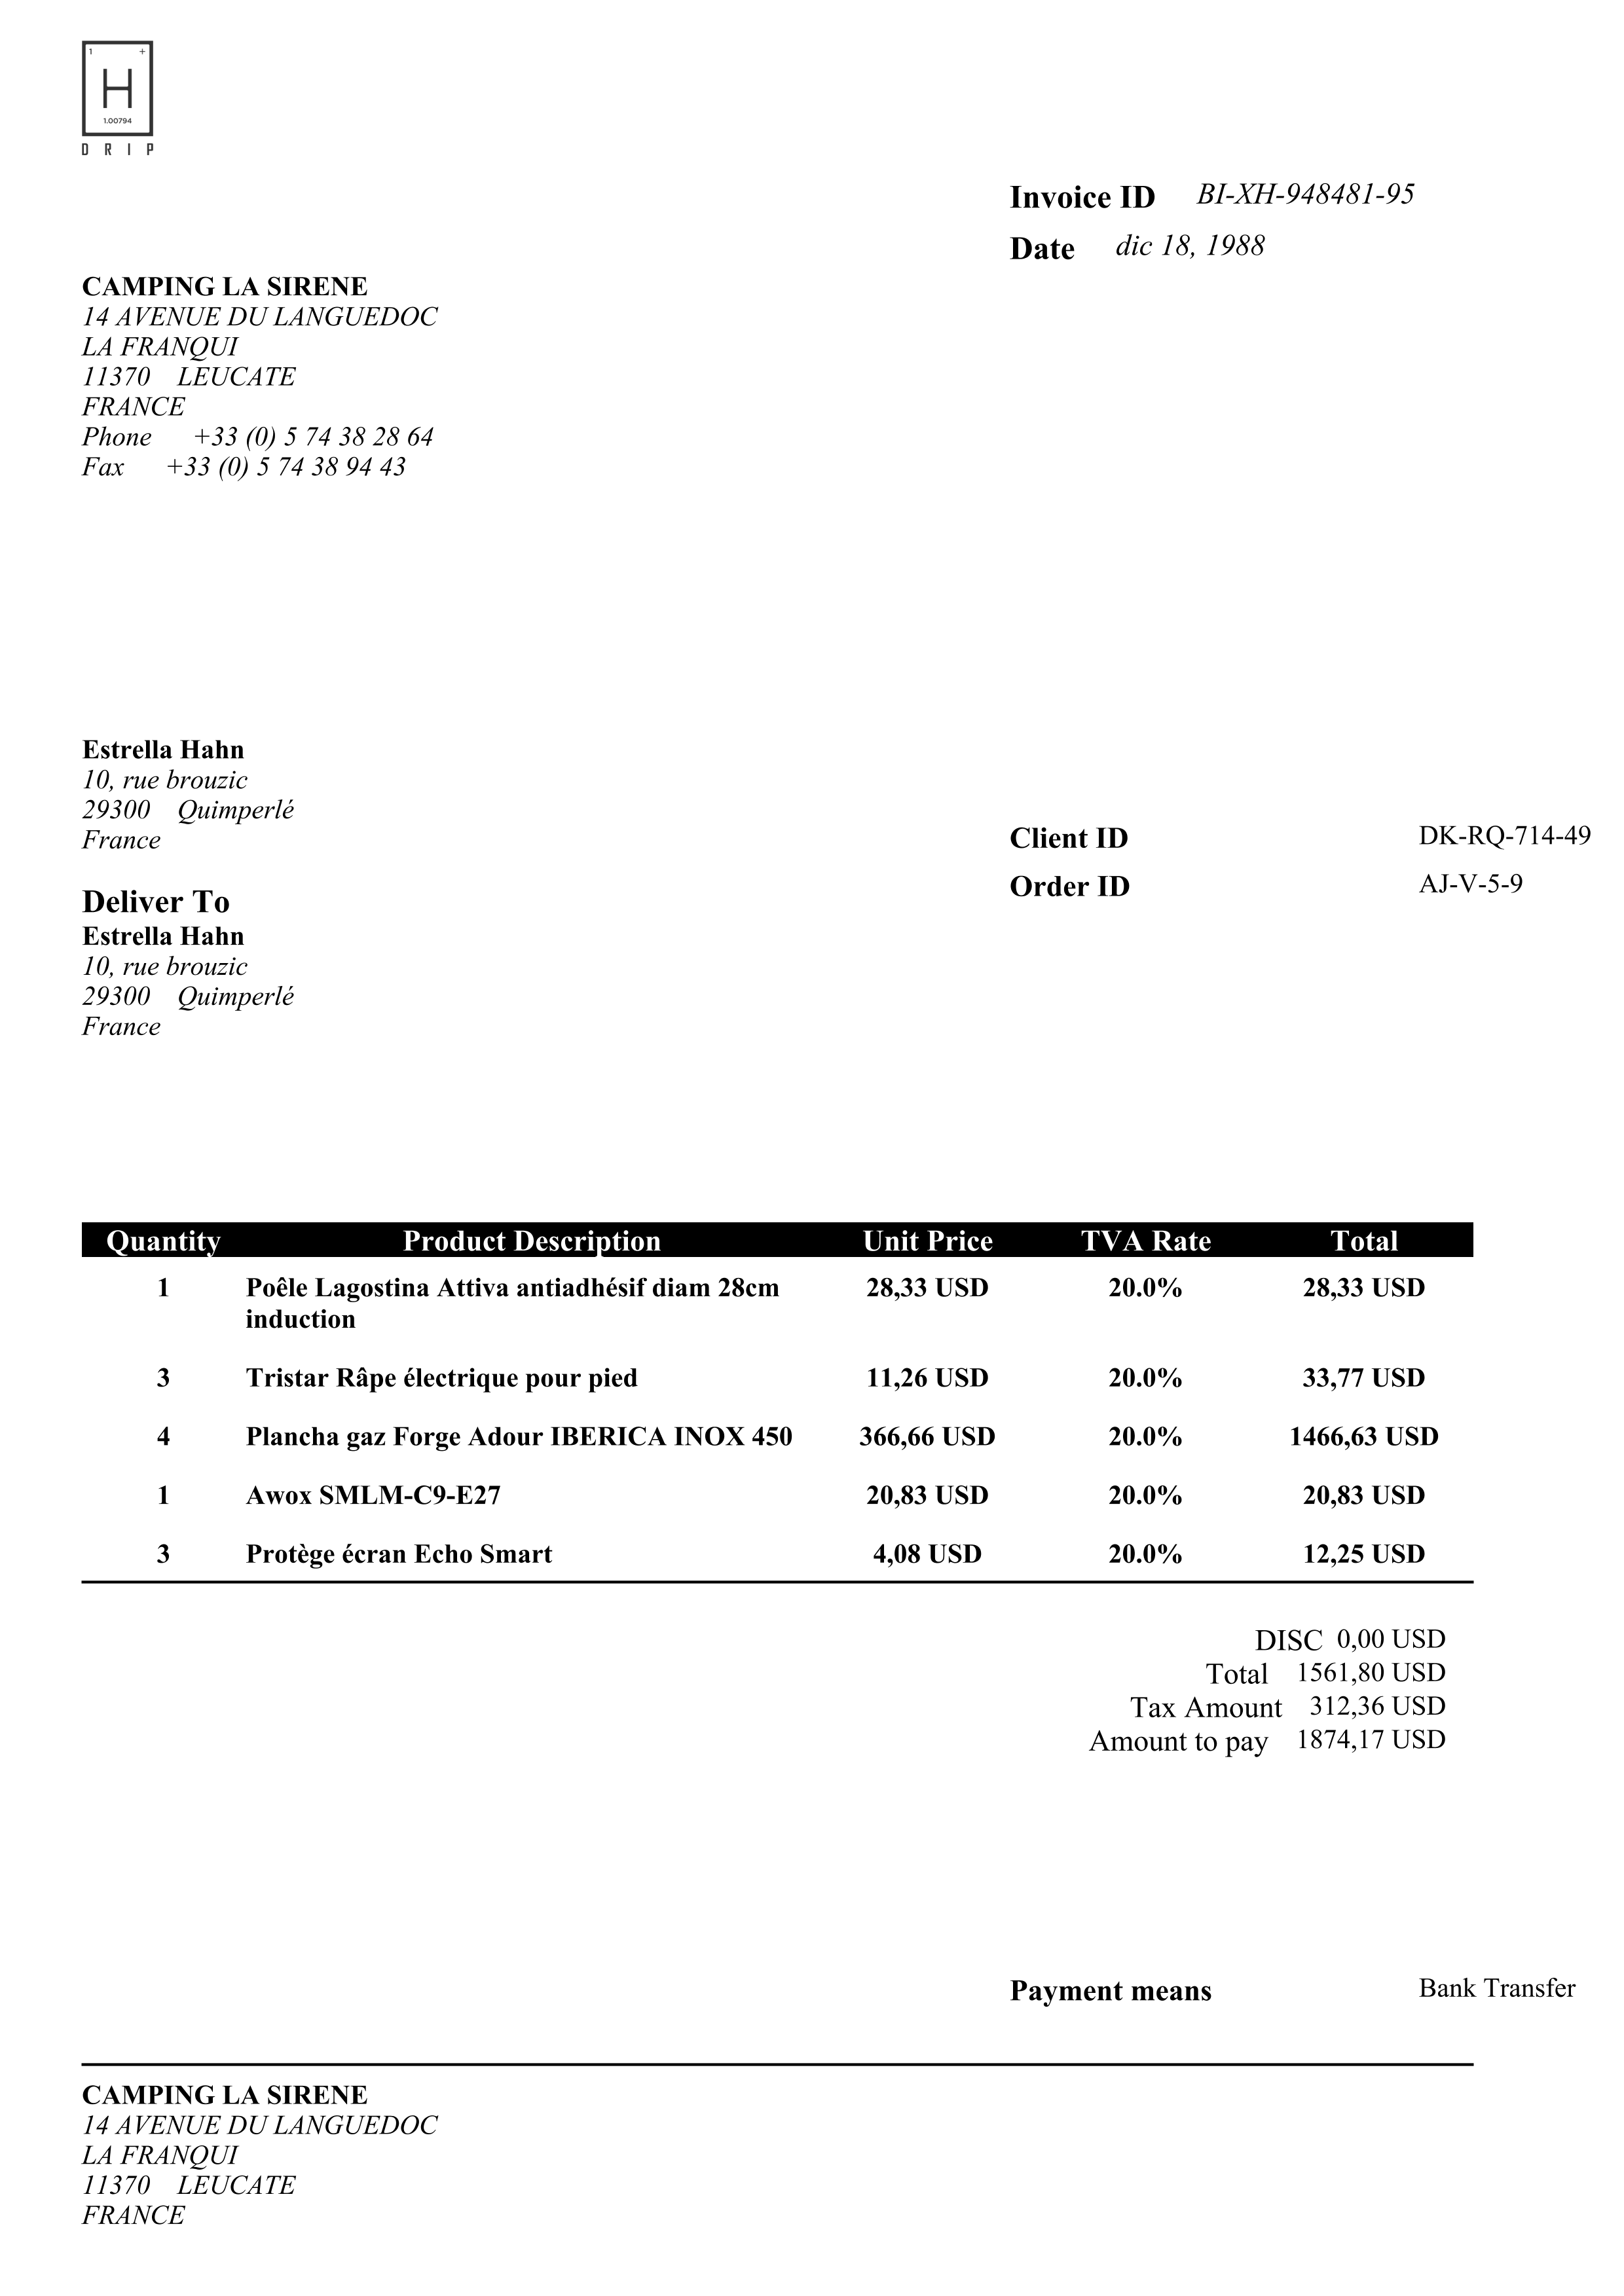 1 +
H
1.00794
DRIP
Invoice ID BI-XH-948481-95
Date dic 18, 1988
CAMPING LA SIRENE
14 AVENUE DU LANGUEDOC
LA FRANQUI
11370 LEUCATE
FRANCE
Phone +33 (0) 5 74 38 28 64
Fax +33 (0) 5 74 38 94 43
Estrella Hahn
10, rue brouzic
29300 Quimperlé
France
Client ID DK-RQ-714-49
Order ID AJ-V-5-9
Deliver To
Estrella Hahn
10, rue brouzic
29300 Quimperlé
France
Quantity Product Description Unit Price TVA Rate Total
1 Poêle Lagostina Attiva antiadhésif diam 28cm 28,33 USD 20.0% 28,33 USD
induction
3 Tristar Râpe électrique pour pied 11,26 USD 20.0% 33,77 USD
4 Plancha gaz Forge Adour IBERICA INOX 450 366,66 USD 20.0% 1466,63 USD
1 Awox SMLM-C9-E27 20,83 USD 20.0% 20,83 USD
3 Protège écran Echo Smart 4,08 USD 20.0% 12,25 USD
DISC 0,00 USD
Total 1561,80 USD
Tax Amount 312,36 USD
Amount to pay 1874,17 USD
Payment means Bank Transfer
CAMPING LA SIRENE
14 AVENUE DU LANGUEDOC
LA FRANQUI
11370 LEUCATE
FRANCE